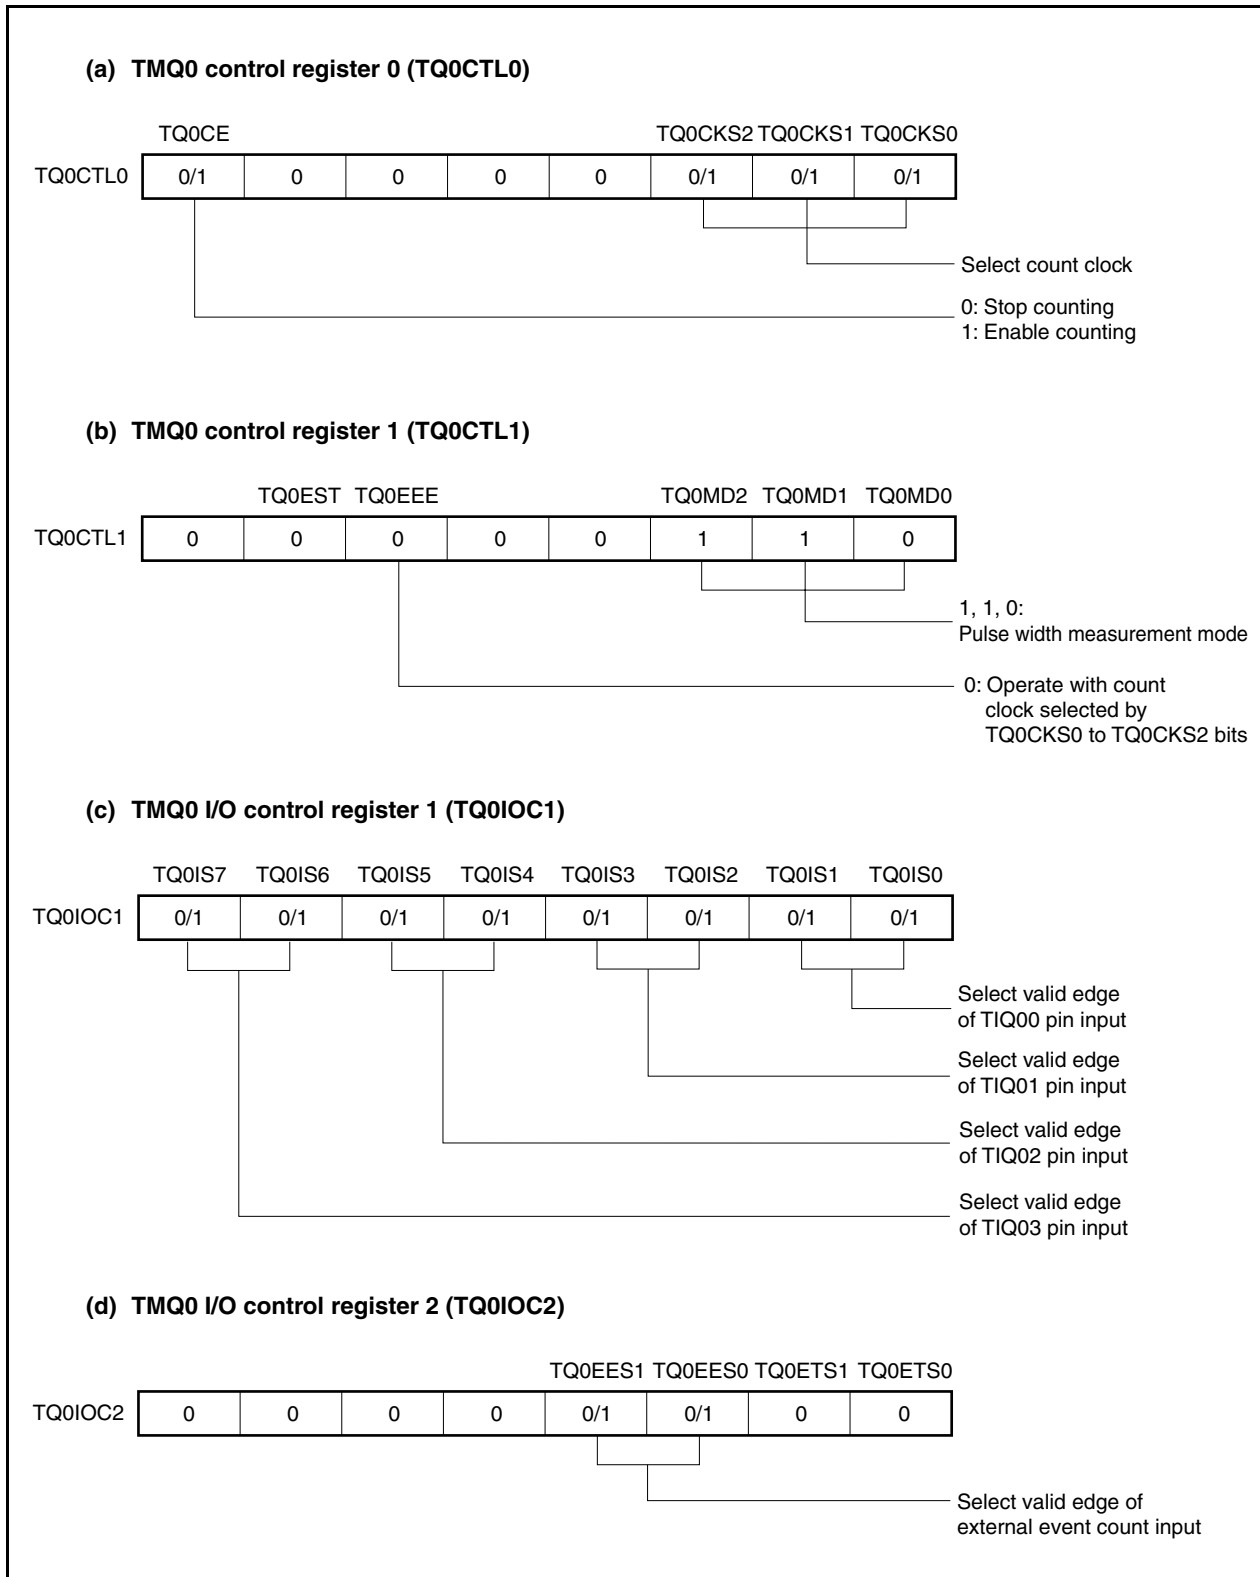 (a) TMQ0 control register 0 (TQ0CTL0)
TQ0CE TQ0CKS2 TQ0CKS1 TQ0CKS0
TQ0CTL0 0/1 0 0 0 0 0/1 0/1 0/1
Select count clock
0: Stop counting
1: Enable counting
(b) TMQ0 control register 1 (TQ0CTL1)
TQ0EST TQ0EEE TQ0MD2 TQ0MD1 TQ0MD0
TQ0CTL1 0 0 0 0 0 1 1 0
1, 1, 0:
Pulse width measurement mode
0: Operate with count
clock selected by
TQ0CKS0 to TQ0CKS2 bits
(c) TMQ0 I/O control register 1 (TQ0IOC1)
TQ0IS7 TQ0IS6 TQ0IS5 TQ0IS4 TQ0IS3 TQ0IS2 TQ0IS1 TQ0IS0
TQ0IOC1 0/1 0/1 0/1 0/1 0/1 0/1 0/1 0/1
Select valid edge
of TIQ00 pin input
Select valid edge
of TIQ01 pin input
Select valid edge
of TIQ02 pin input
Select valid edge
of TIQ03 pin input
(d) TMQ0 I/O control register 2 (TQ0IOC2)
TQ0EES1 TQ0EES0 TQ0ETS1 TQ0ETS0
TQ0IOC2 0 0 0 0 0/1 0/1 0 0
Select valid edge of
external event count input